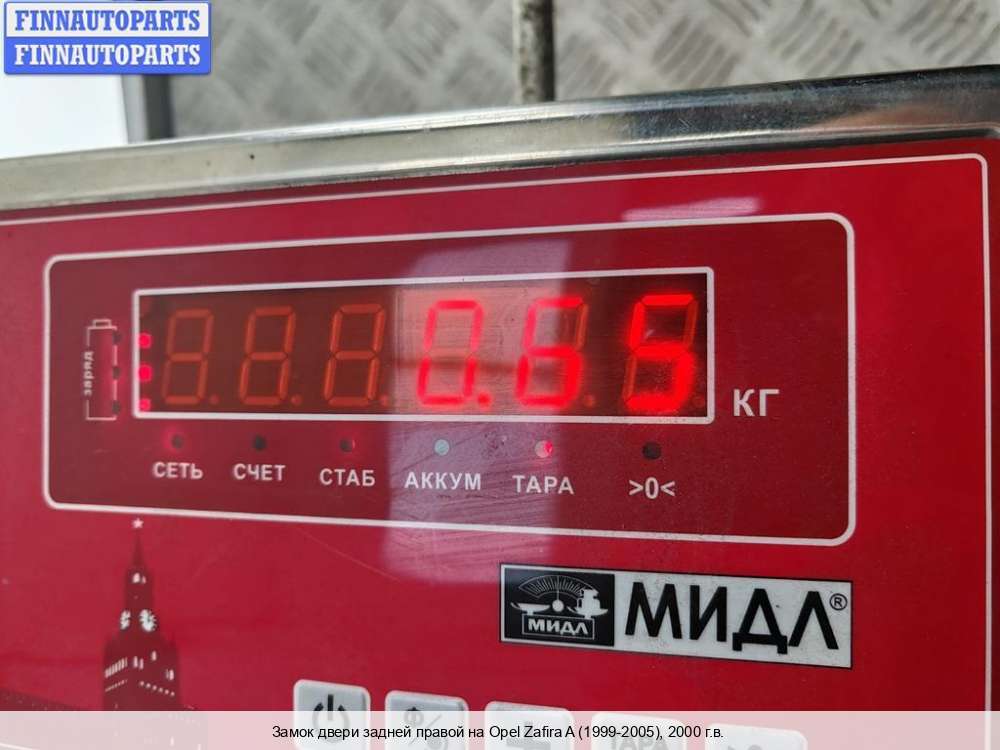 FINNAUTOPARTS
FINNAUTOPARTS
заряд
0.65
КГ
СЕТЬ СЧЕТ СТАБ АККУМ ТАРА >0<
МИДЛ МИДЛ®
ТАРА
Замок двери задней правой на Opel Zafira A (1999-2005), 2000 г.в.